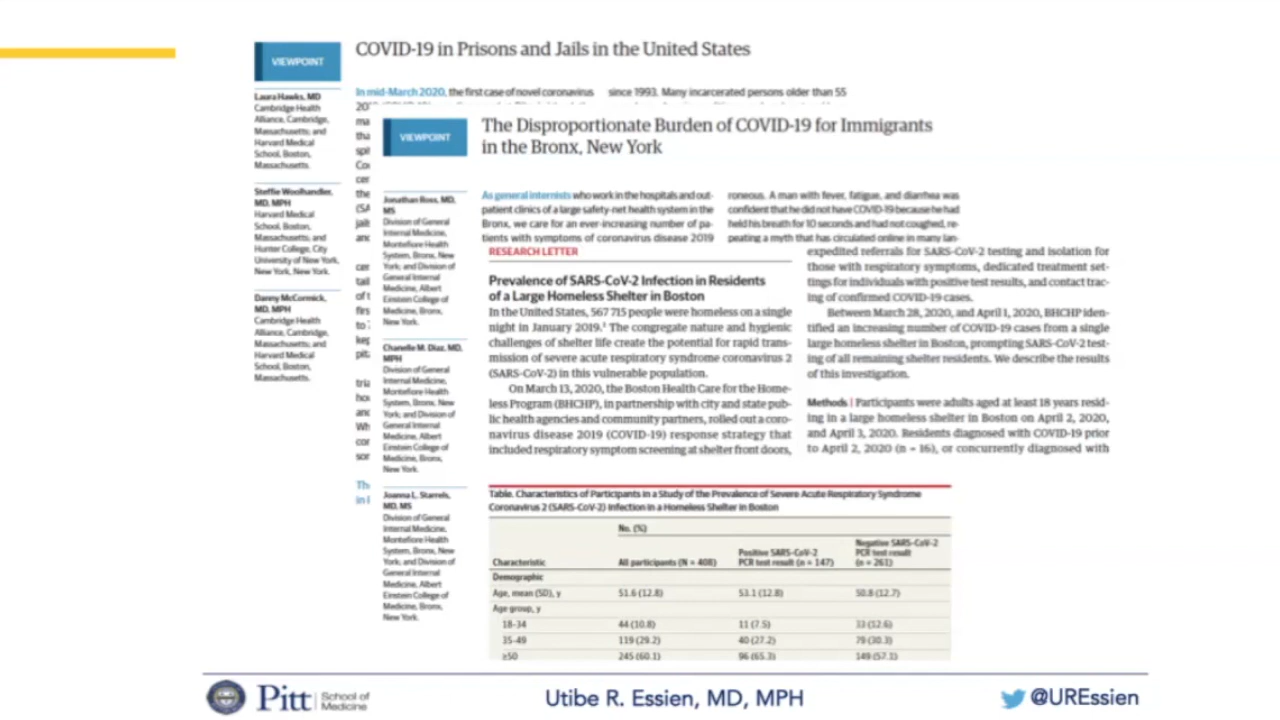 VIEWPOINT
COVID-19 in Prisons and Jails in the United States
Laura Hawks, MD
Cambridge Health
Alliance, Cambridge,
Massachusetts; and
Harvard Medical
School, Boston,
Massachusetts.
Steffie Woolhandler,
MD, MPH
Harvard Medical
School, Boston,
Massachusetts; and
Hunter College, City
University of New York,
New York, New York.
Danny McCormick,
MD, MPH
Cambridge Health
Alliance, Cambridge,
Massachusetts; and
Harvard Medical
School, Boston,
Massachusetts.
In mid-March 2020, the first case of novel coronavirus
since 1993. Many incarcerated persons older than 55
VIEWPOINT
The Disproportionate Burden of COVID-19 for Immigrants
in the Bronx, New York
Jonathan Ross, MD,
MS
Division of General
Internal Medicine,
Montefiore Health
System, Bronx, New
York; and Division of
General Internal
Medicine, Albert
Einstein College of
Medicine, Bronx,
New York.
Chanelle M. Diaz, MD,
MPH
Division of General
Internal Medicine,
Montefiore Health
System, Bronx, New
York; and Division of
General Internal
Medicine, Albert
Einstein College of
Medicine, Bronx,
New York.
Joanna L. Starrels,
MD, MS
Division of General
Internal Medicine,
Montefiore Health
System, Bronx, New
York; and Division of
General Internal
Medicine, Albert
Einstein College of
Medicine, Bronx,
New York.
As general internists who work in the hospitals and out-
patient clinics of a large safety-net health system in the
Bronx, we care for an ever-increasing number of pa-
tients with symptoms of coronavirus disease 2019
roneous. A man with fever, fatigue, and diarrhea was
confident that he did not have COVID-19 because he had
held his breath for 10 seconds and had not coughed, re-
peating a myth that has circulated online in many lan-
RESEARCH LETTER
Prevalence of SARS-CoV-2 Infection in Residents
of a Large Homeless Shelter in Boston
In the United States, 567 715 people were homeless on a single
night in January 2019.1 The congregate nature and hygienic
challenges of shelter life create the potential for rapid trans-
mission of severe acute respiratory syndrome coronavirus 2
(SARS-CoV-2) in this vulnerable population.
On March 13, 2020, the Boston Health Care for the Home-
less Program (BHCHP), in partnership with city and state pub-
lic health agencies and community partners, rolled out a coro-
navirus disease 2019 (COVID-19) response strategy that
included respiratory symptom screening at shelter front doors,
expedited referrals for SARS-CoV-2 testing and isolation for
those with respiratory symptoms, dedicated treatment set-
tings for individuals with positive test results, and contact trac-
ing of confirmed COVID-19 cases.
Between March 28, 2020, and April 1, 2020, BHCHP iden-
tified an increasing number of COVID-19 cases from a single
large homeless shelter in Boston, prompting SARS-CoV-2 test-
ing of all remaining shelter residents. We describe the results
of this investigation.
Methods | Participants were adults aged at least 18 years resid-
ing in a large homeless shelter in Boston on April 2, 2020,
and April 3, 2020. Residents diagnosed with COVID-19 prior
to April 2, 2020 (n = 16), or concurrently diagnosed with
Table. Characteristics of Participants in a Study of the Prevalence of Severe Acute Respiratory Syndrome
Coronavirus 2 (SARS-CoV-2) Infection in a Homeless Shelter in Boston
No. (%)
Characteristic
All participants (N = 408)
Positive SARS-CoV-2
PCR test result (n = 147)
Negative SARS-CoV-2
PCR test result
(n = 261)
Demographic
Age, mean (SD), y 51.6 (12.8) 53.1 (12.8) 50.8 (12.7)
Age group, y
18-34 44 (10.8) 11 (7.5) 33 (12.6)
35-49 119 (29.2) 40 (27.2) 79 (30.3)
≥50 245 (60.1) 96 (65.3) 149 (57.1)
Pitt School of
Medicine
Utibe R. Essien, MD, MPH
@UREssien